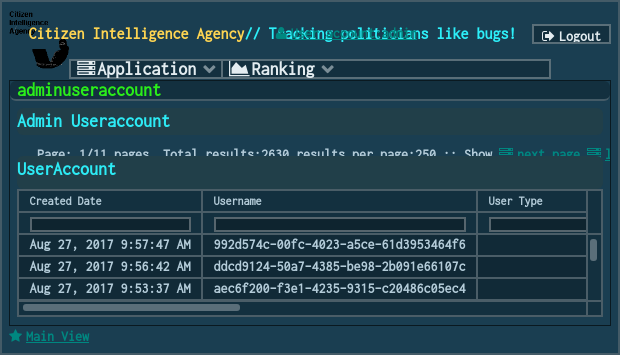 Citizen
Intelligence
Agency
Citizen Intelligence Agency// Tracking politicians like bugs!
Logout
Application Ranking
adminuseraccount
Admin Useraccount
Page: 1/11 pages Total results:2630 results per page:250 :: Show next page
UserAccount
Created Date Username User Type
Aug 27, 2017 9:57:47 AM 992d574c-00fc-4023-a5ce-61d3953464f6
Aug 27, 2017 9:56:42 AM ddcd9124-50a7-4385-be98-2b091e66107c
Aug 27, 2017 9:53:37 AM aec6f200-f3e1-4235-9315-c20486c05ec4
Main View